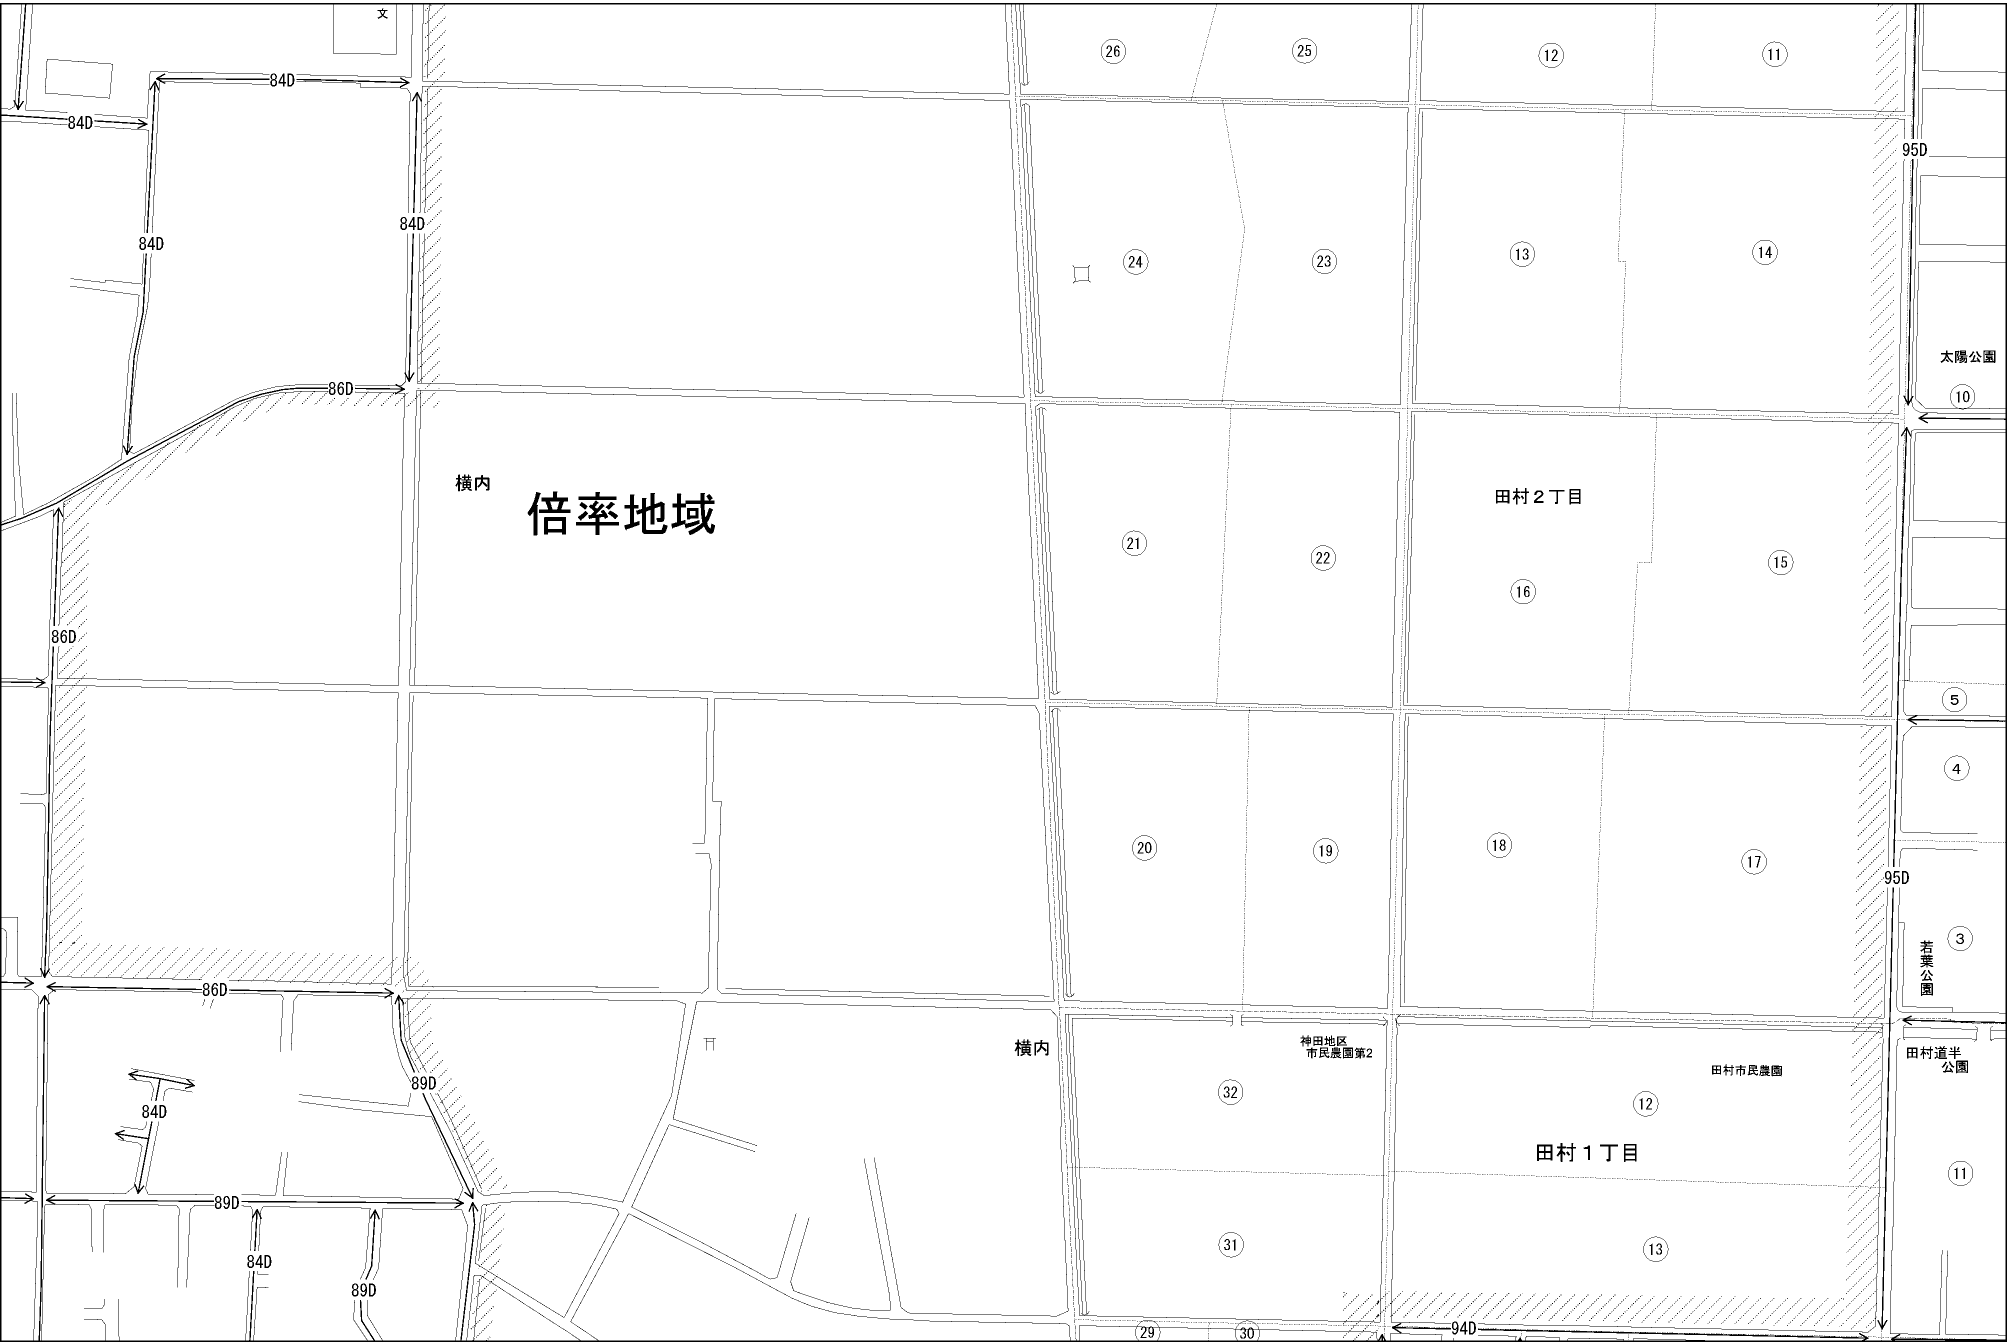 文
26
25
12
11
84D
84D
95D
84D
84D
24
23
13
14
太陽公園
86D
10
横内
倍率地域
田村２丁目
21
22
15
16
86D
5
4
20
19
18
17
95D
3
若葉公園
86D
横内
神田地区
市民農園第2
田村道半
公園
田村市民農園
89D
32
12
84D
田村１丁目
11
89D
31
13
84D
89D
29
30
94D